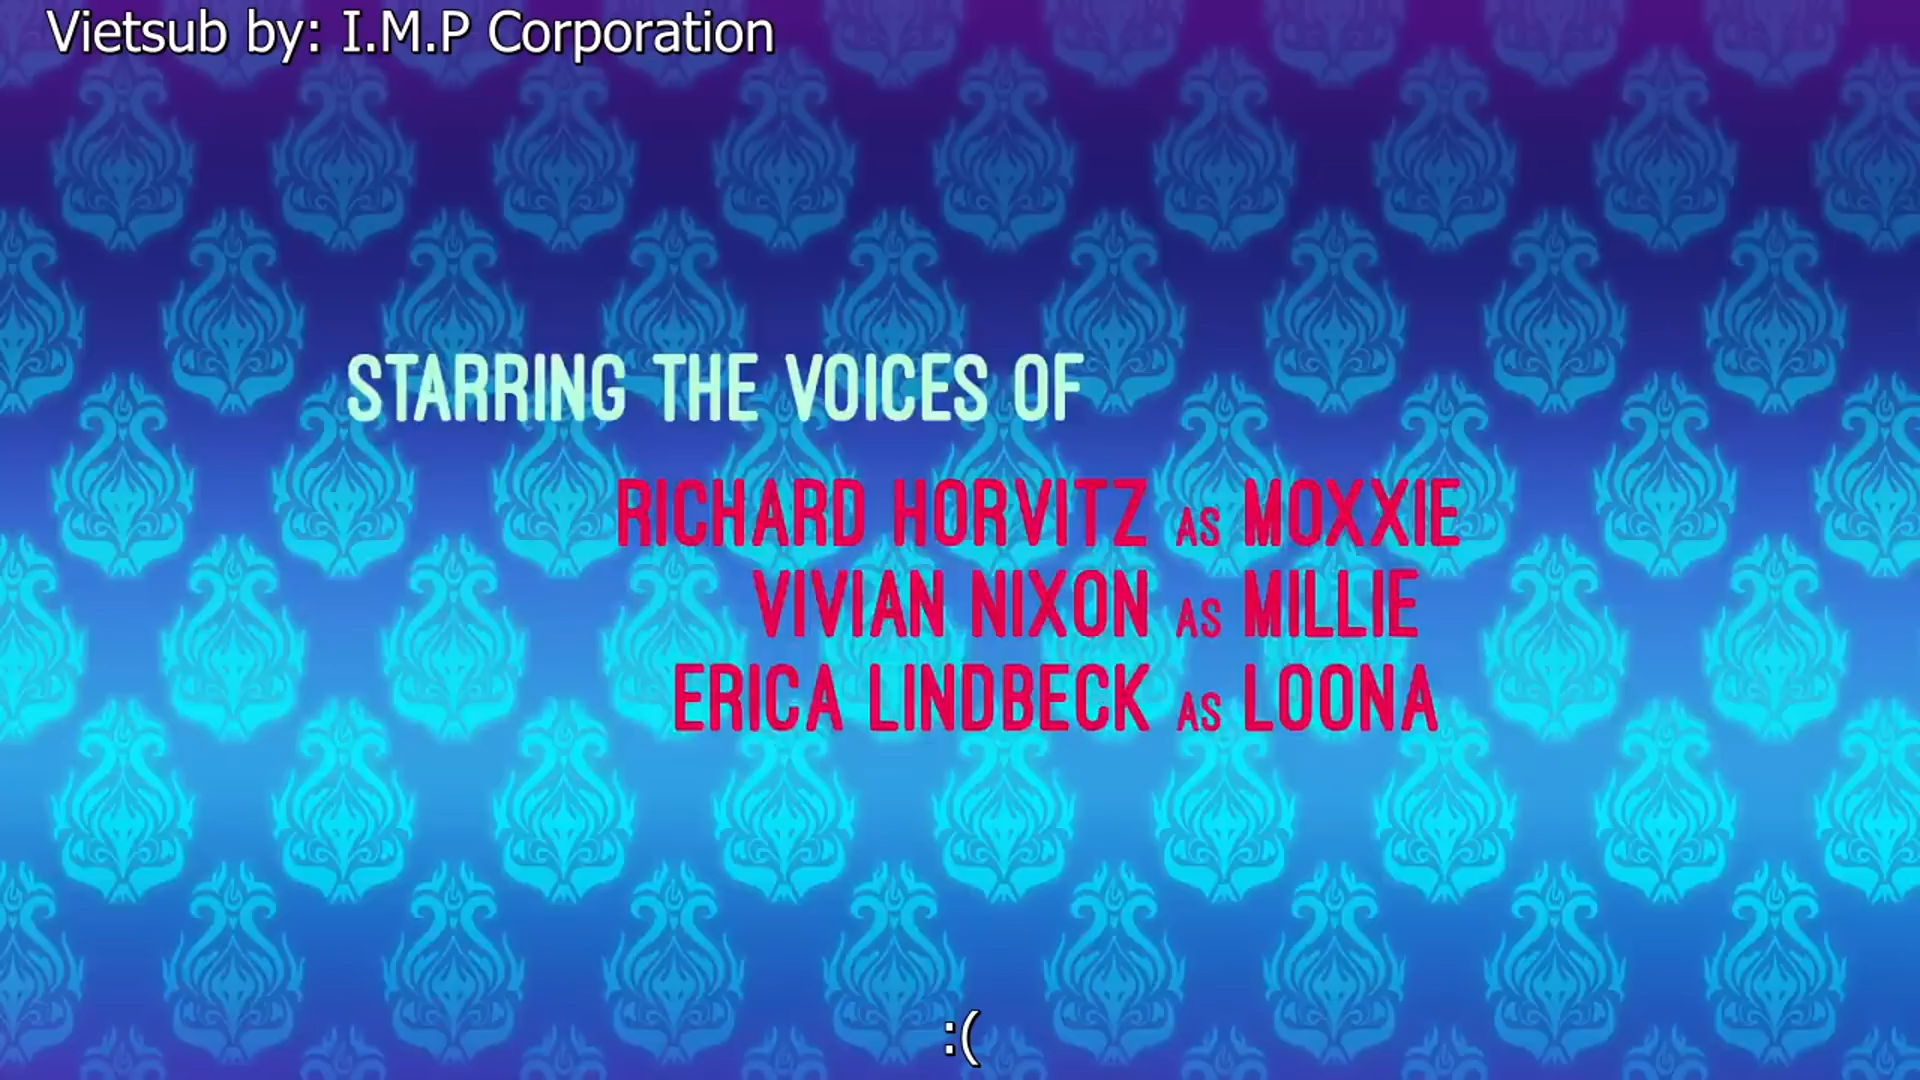 Vietsub by: I.M.P Corporation
STARRING THE VOICES OF
RICHARD HORVITZ AS MOXXIE
VIVIAN NIXON AS MILLIE
ERICA LINDBECK AS LOONA
:(